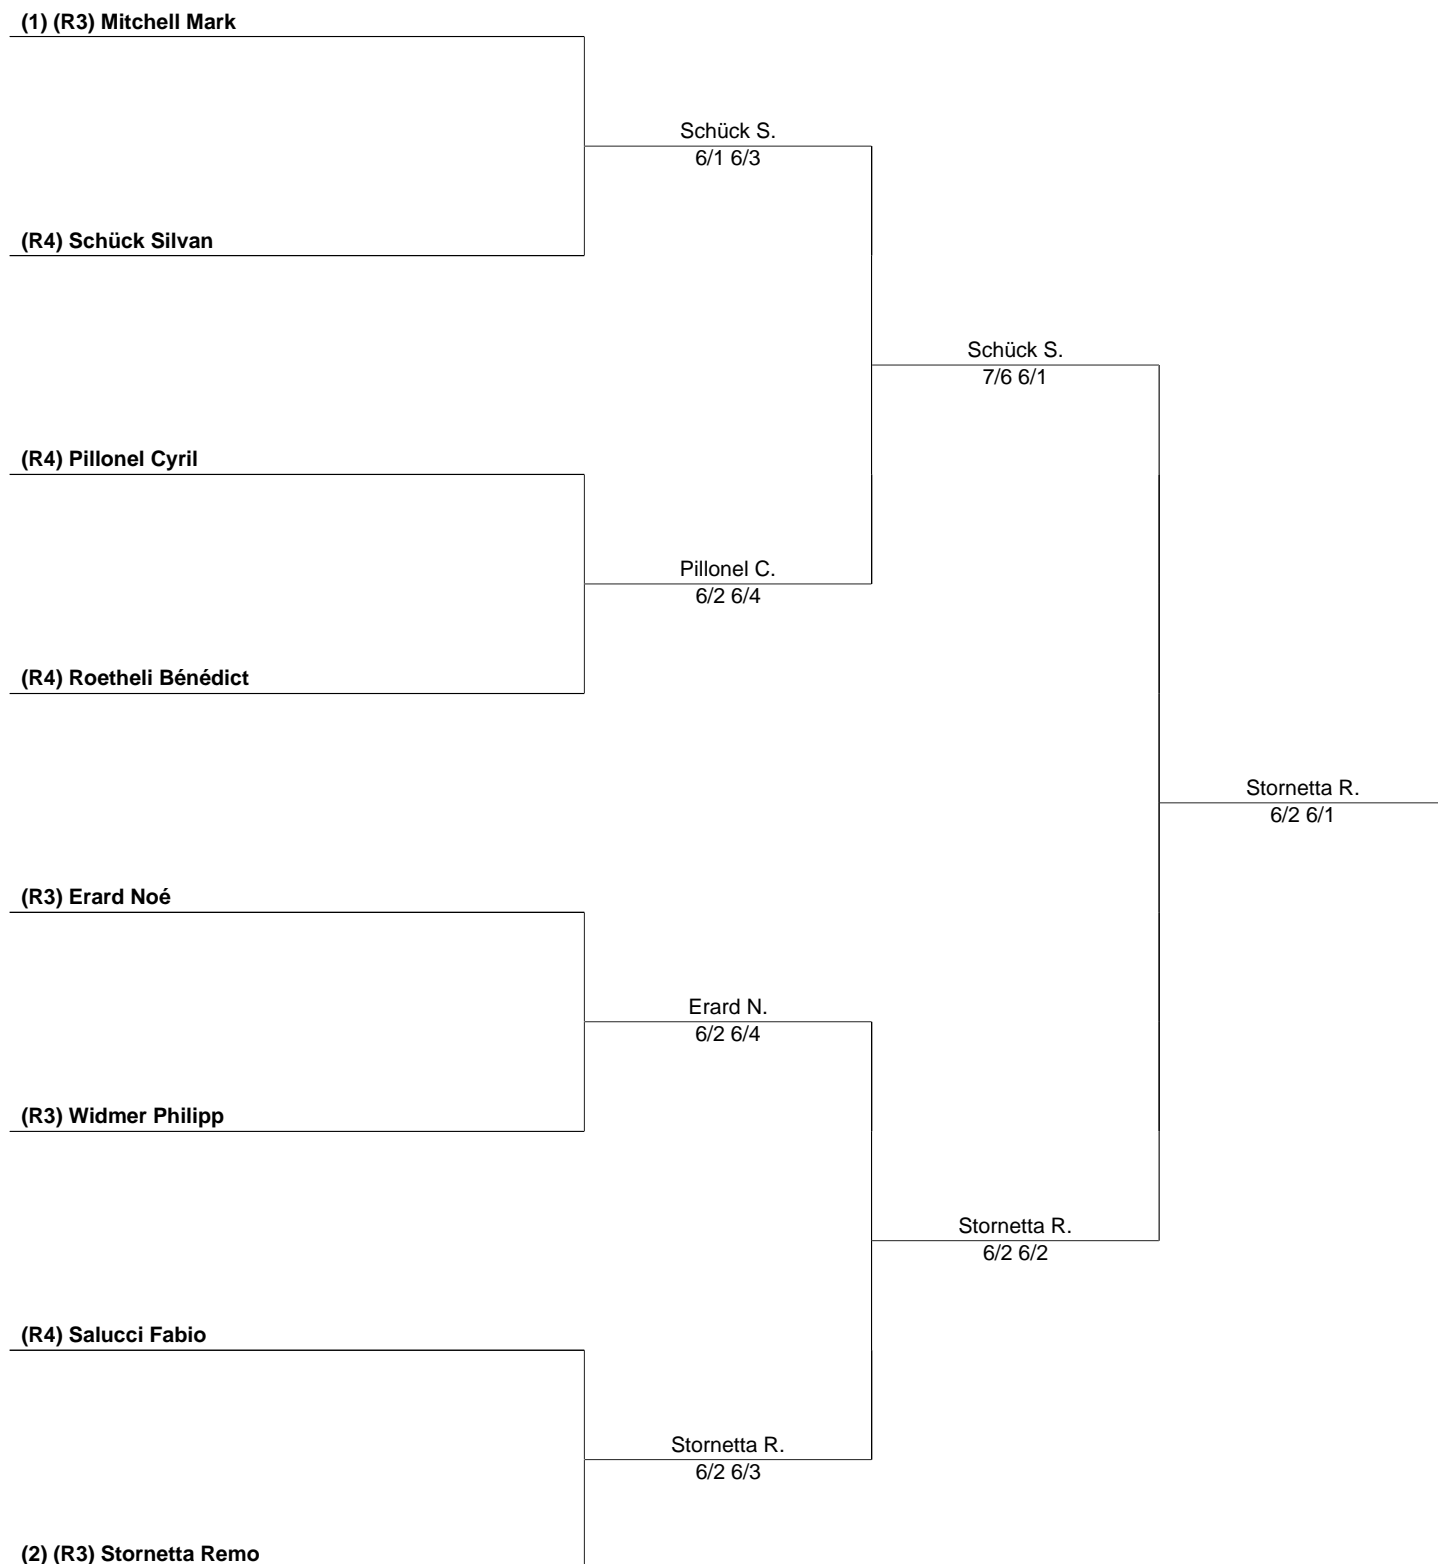 (1) (R3) Mitchell Mark
Schück S.
6/1 6/3
(R4) Schück Silvan
Schück S.
7/6 6/1
(R4) Pillonel Cyril
Pillonel C.
6/2 6/4
(R4) Roetheli Bénédict
Stornetta R.
6/2 6/1
(R3) Erard Noé
Erard N.
6/2 6/4
(R3) Widmer Philipp
Stornetta R.
6/2 6/2
(R4) Salucci Fabio
Stornetta R.
6/2 6/3
(2) (R3) Stornetta Remo